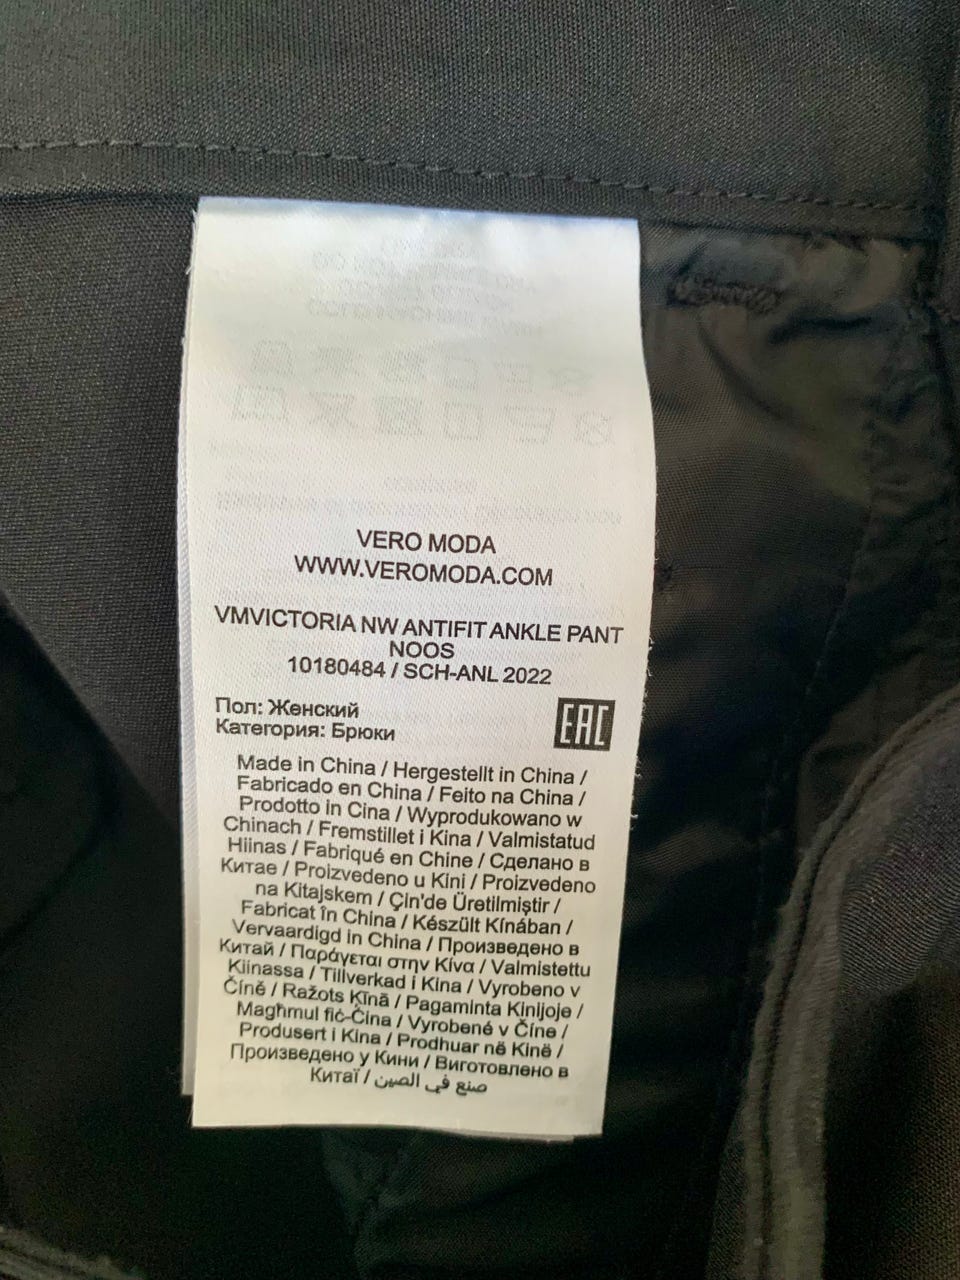 VERO MODA
WWW.VEROMODA.COM
VMVICTORIA NW ANTIFIT ANKLE PANT
NOOS
10180484 / SCH-ANL 2022
Пол: Женский
Категория: Брюки
EAC
Made in China / Hergestellt in China /
Fabricado en China / Feito na China /
Prodotto in Cina / Wyprodukowano w
Chinach / Fremstillet i Kina / Valmistatud
Hiinas / Fabriqué en Chine / Сделано в
Китае / Proizvedeno u Kini / Proizvedeno
na Kitajskem / Çin'de Üretilmiştir /
Fabricat în China / Készült Kínában /
Vervaardigd in China / Произведено в
Китай / Παράγεται στην Κίνα / Valmistettu
Kiinassa / Tillverkad i Kina / Vyrobeno v
Číně / Ražots Ķīnā / Pagaminta Kinijoje /
Magħmul fiċ-Ċina / Vyrobené v Číne /
Produsert i Kina / Prodhuar në Kinë /
Произведено у Кини / Виготовлено в
Китаї / صنع في الصين